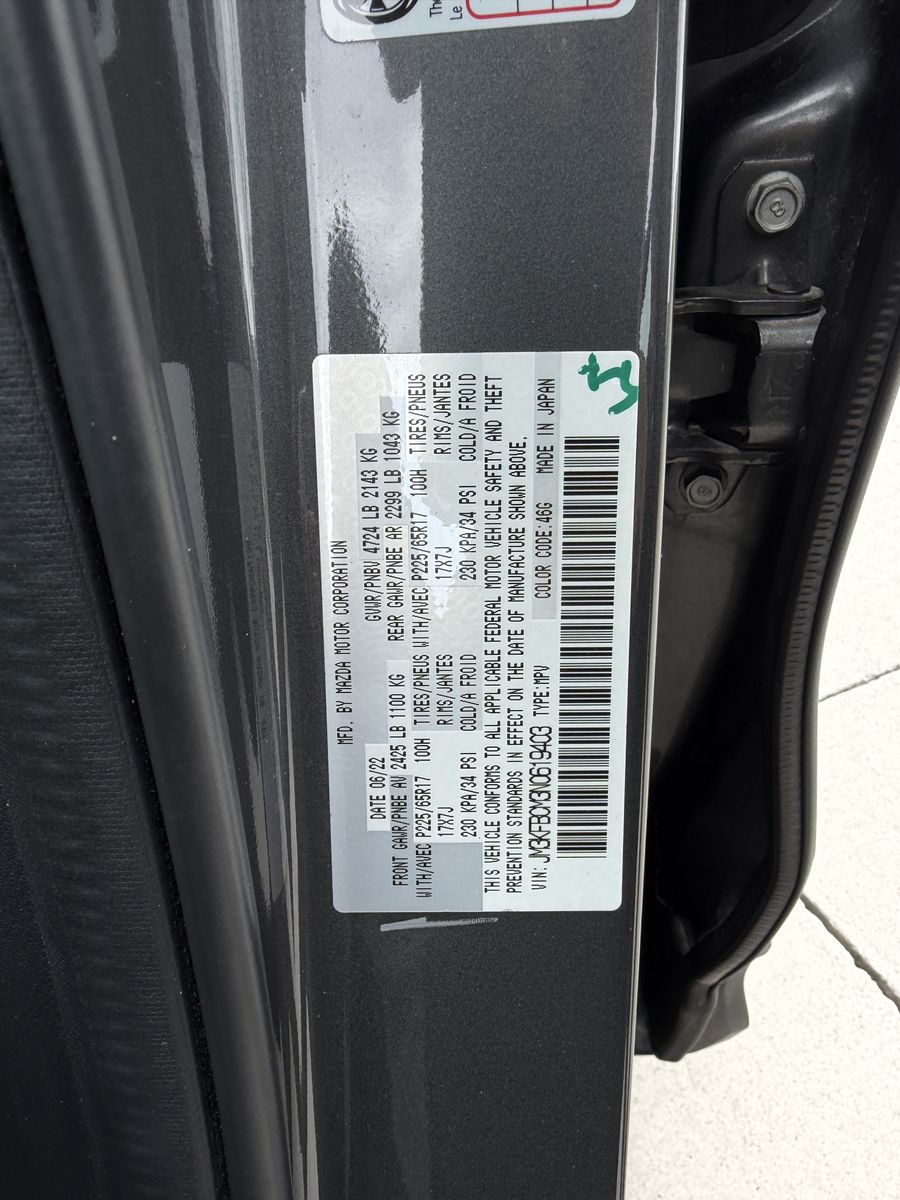 The
Le
8
MFD. BY MAZDA MOTOR CORPORATION
DATE 06/22 GVWR/PNBV 4724 LB 2143 KG
FRONT GAWR/PNBE AV 2425 LB 1100 KG REAR GAWR/PNBE AR 2299 LB 1043 KG
WITH/AVEC P225/65R17 100H TIRES/PNEUS WITH/AVEC P225/65R17 100H TIRES/PNEUS
17X7J RIMS/JANTES 17X7J RIMS/JANTES
230 KPA/34 PSI COLD/A FROID 230 KPA/34 PSI COLD/A FROID
THIS VEHICLE CONFORMS TO ALL APPLICABLE FEDERAL MOTOR VEHICLE SAFETY AND THEFT
PREVENTION STANDARDS IN EFFECT ON THE DATE OF MANUFACTURE SHOWN ABOVE.
VIN: JM3KFBCM3N0619403 TYPE:MPV COLOR CODE:46G MADE IN JAPAN